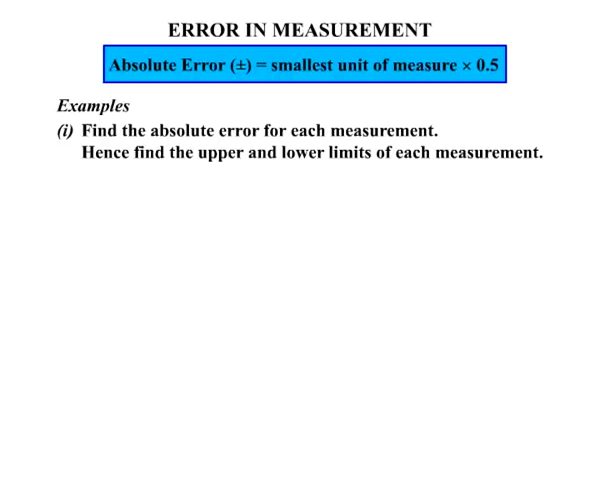 ERROR IN MEASUREMENT
Absolute Error (±) = smallest unit of measure × 0.5
Examples
(i) Find the absolute error for each measurement.
Hence find the upper and lower limits of each measurement.